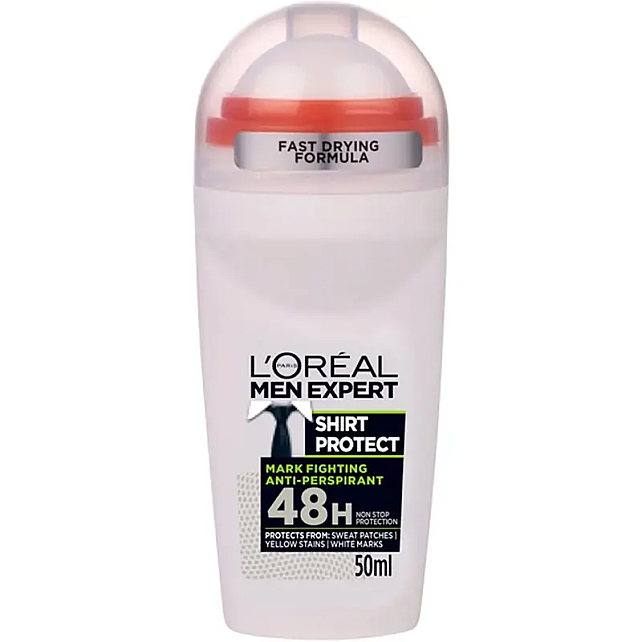 FAST DRYING
FORMULA
L'ORÉAL
PARIS
MEN EXPERT
SHIRT
PROTECT
MARK FIGHTING
ANTI-PERSPIRANT
48H NON STOP PROTECTION
PROTECTS FROM: SWEAT PATCHES |
YELLOW STAINS | WHITE MARKS
50ml